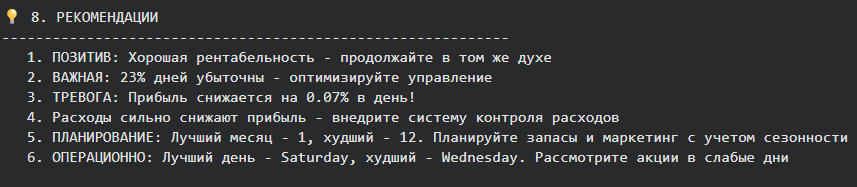 💡 8. РЕКОМЕНДАЦИИ
------------------------------------------------------------
1. ПОЗИТИВ: Хорошая рентабельность - продолжайте в том же духе
2. ВАЖНАЯ: 23% дней убыточны - оптимизируйте управление
3. ТРЕВОГА: Прибыль снижается на 0.07% в день!
4. Расходы сильно снижают прибыль - внедрите систему контроля расходов
5. ПЛАНИРОВАНИЕ: Лучший месяц - 1, худший - 12. Планируйте запасы и маркетинг с учетом сезонности
6. ОПЕРАЦИОННО: Лучший день - Saturday, худший - Wednesday. Рассмотрите акции в слабые дни